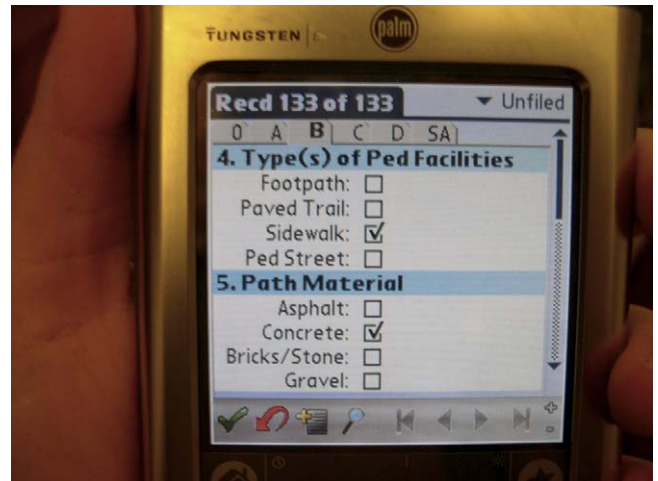 TUNGSTEN
palm
Recd 133 of 133
Unfiled
O A B C D SA
4. Type(s) of Ped Facilities
Footpath:
Paved Trail:
Sidewalk:
Ped Street:
5. Path Material
Asphalt:
Concrete:
Bricks/Stone:
Gravel: